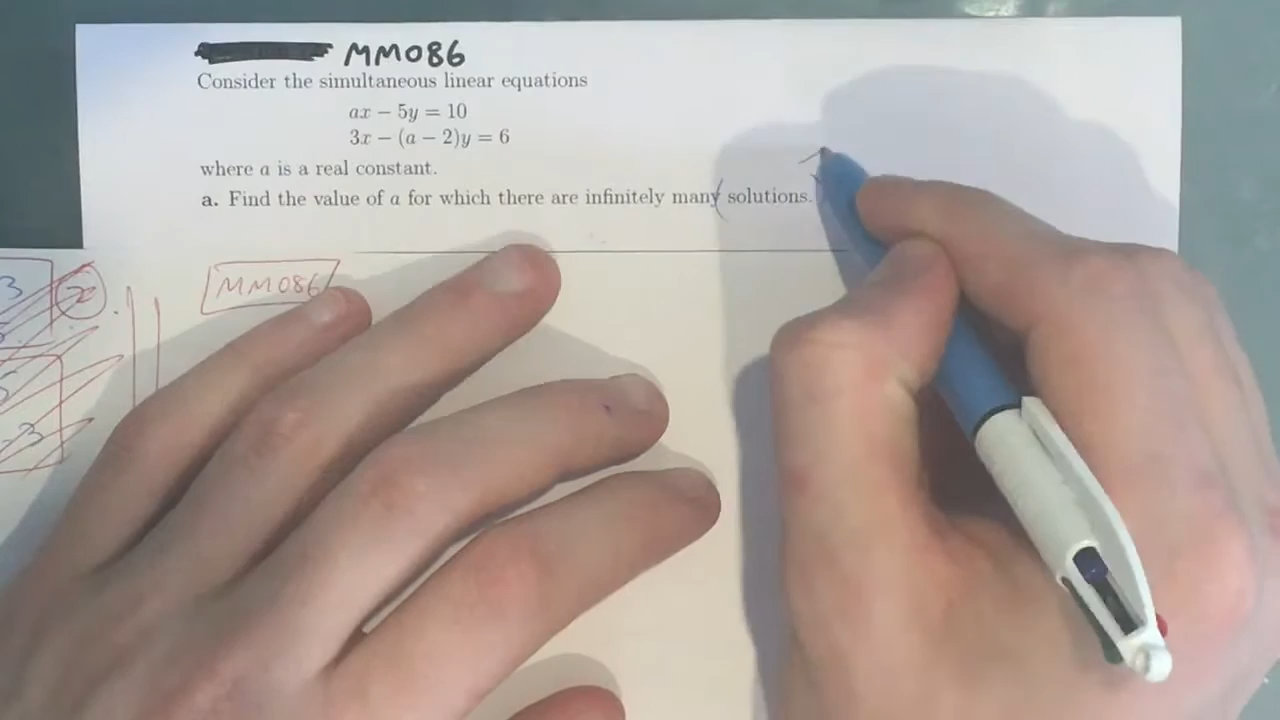 MM086
Consider the simultaneous linear equations
ax − 5y = 10
3x − (a − 2)y = 6
where a is a real constant.
a. Find the value of a for which there are infinitely many solutions.
3
MM086